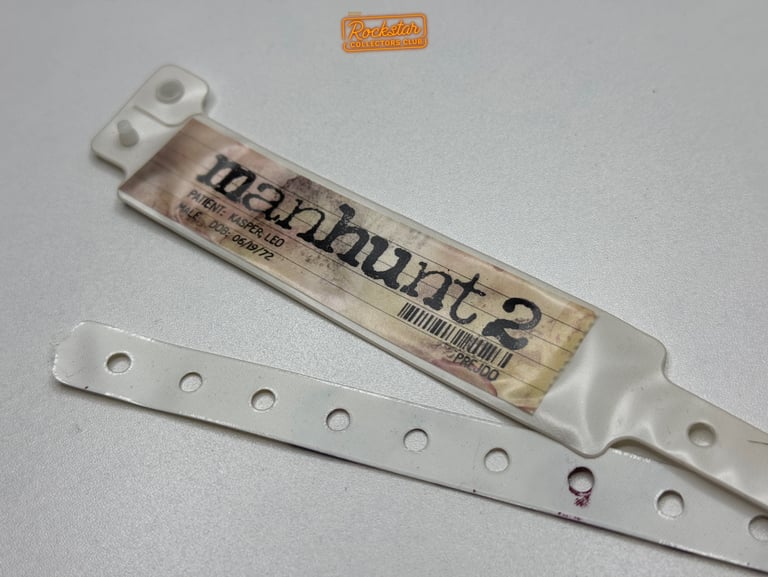 Rockstar
COLLECTORS CLUB
manhunt 2
PATIENT: KASPER, LEO
MALE DOB: 06/19/72
PREJDO